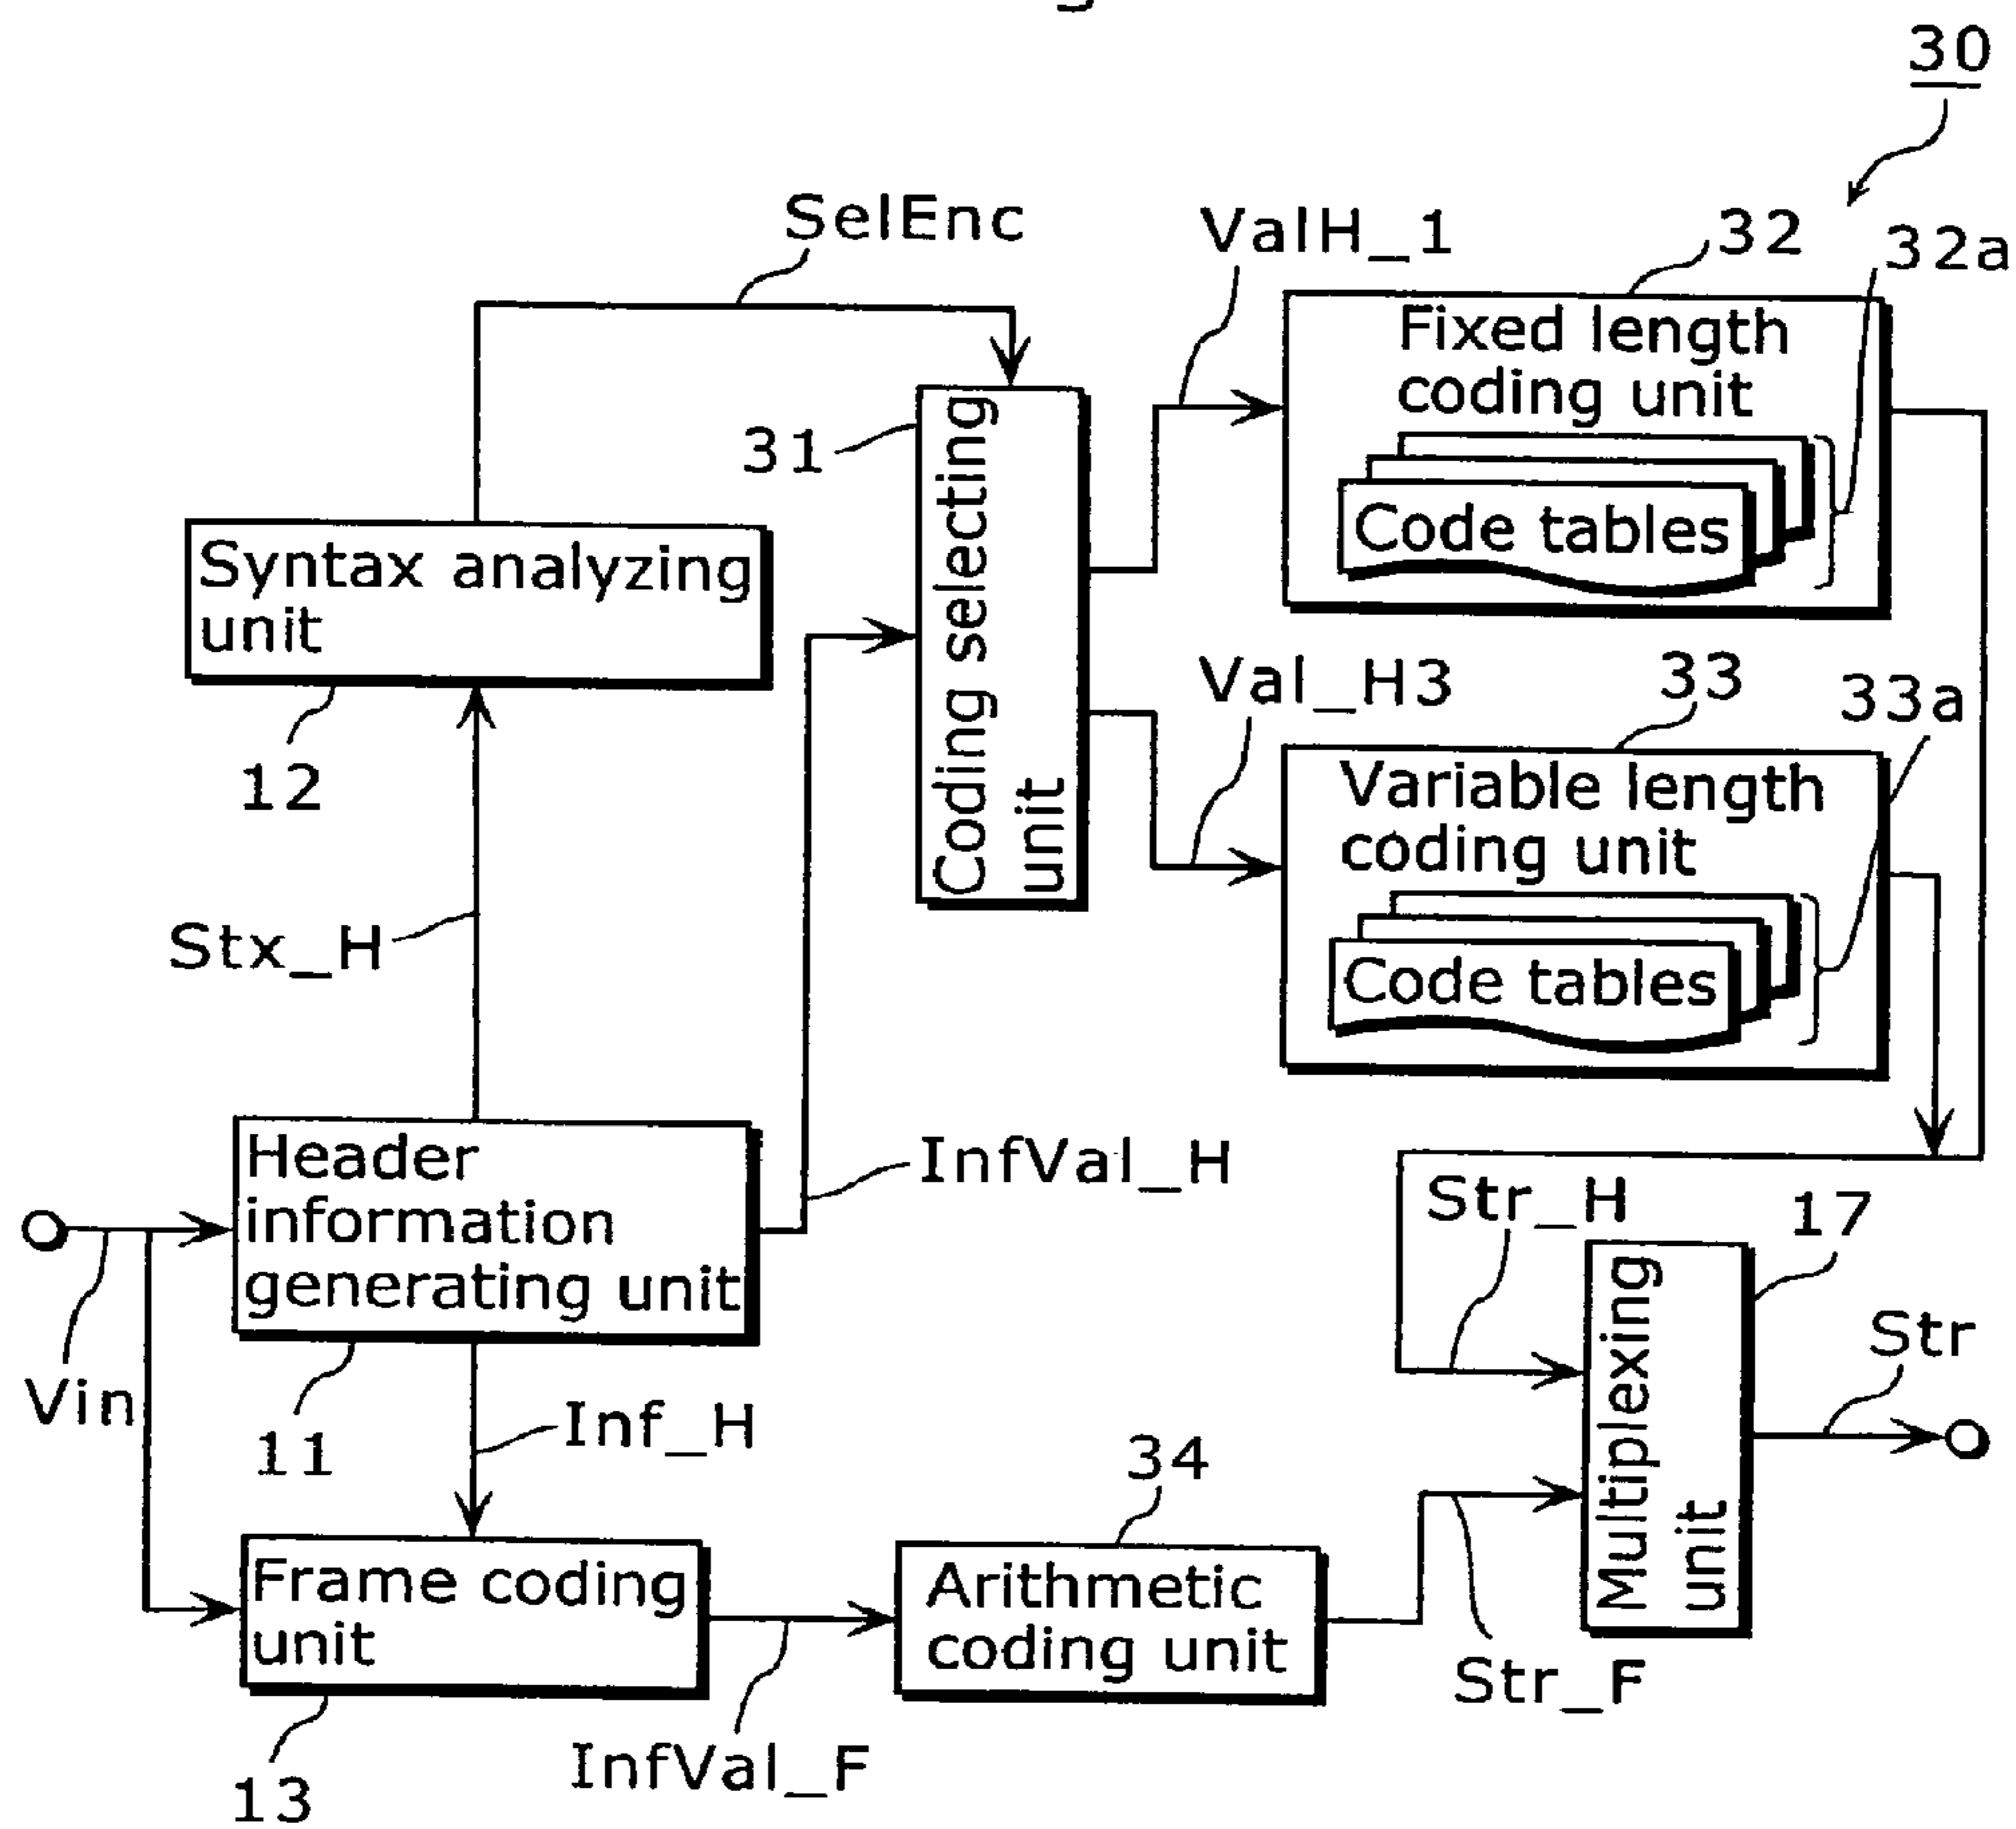 30
SelEnc
ValH_1
32
32a
Fixed length
coding unit
Code tables
31
Coding selecting
unit
Syntax analyzing
unit
12
Val_H3
33
33a
Variable length
coding unit
Code tables
Stx_H
Header
information
generating unit
InfVal_H
Str_H
17
Vin
11
Inf_H
Multiplexing
unit
Str
34
Frame coding
unit
Arithmetic
coding unit
Str_F
13
InfVal_F